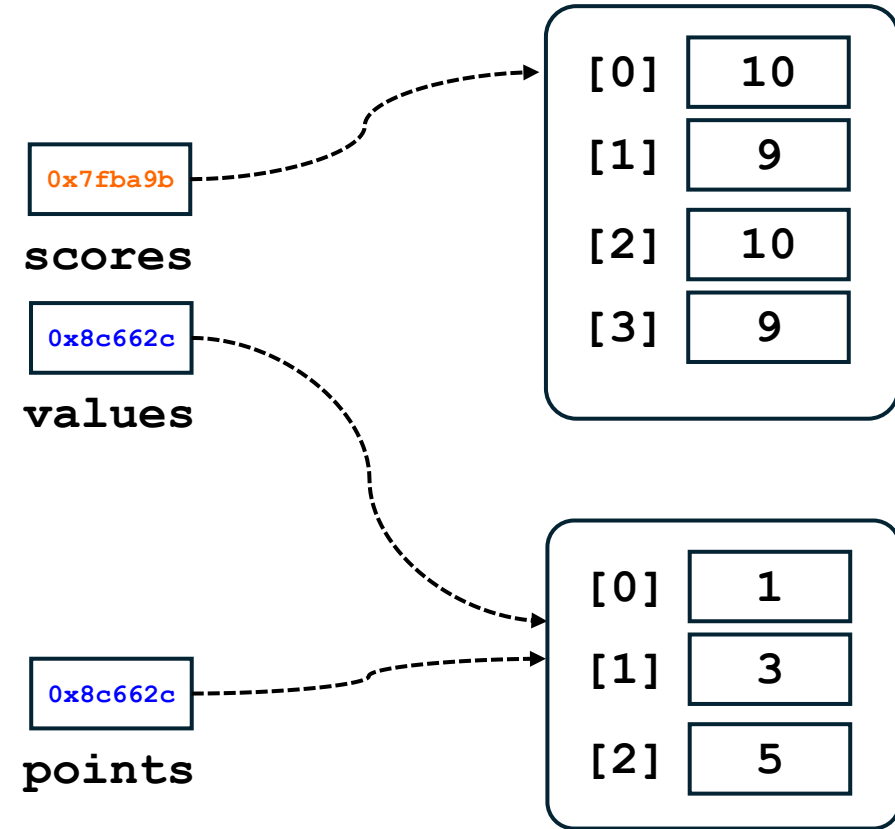 0x7fba9b
scores
0x8c662c
values
0x8c662c
points
[0] 10
[1] 9
[2] 10
[3] 9
[0] 1
[1] 3
[2] 5